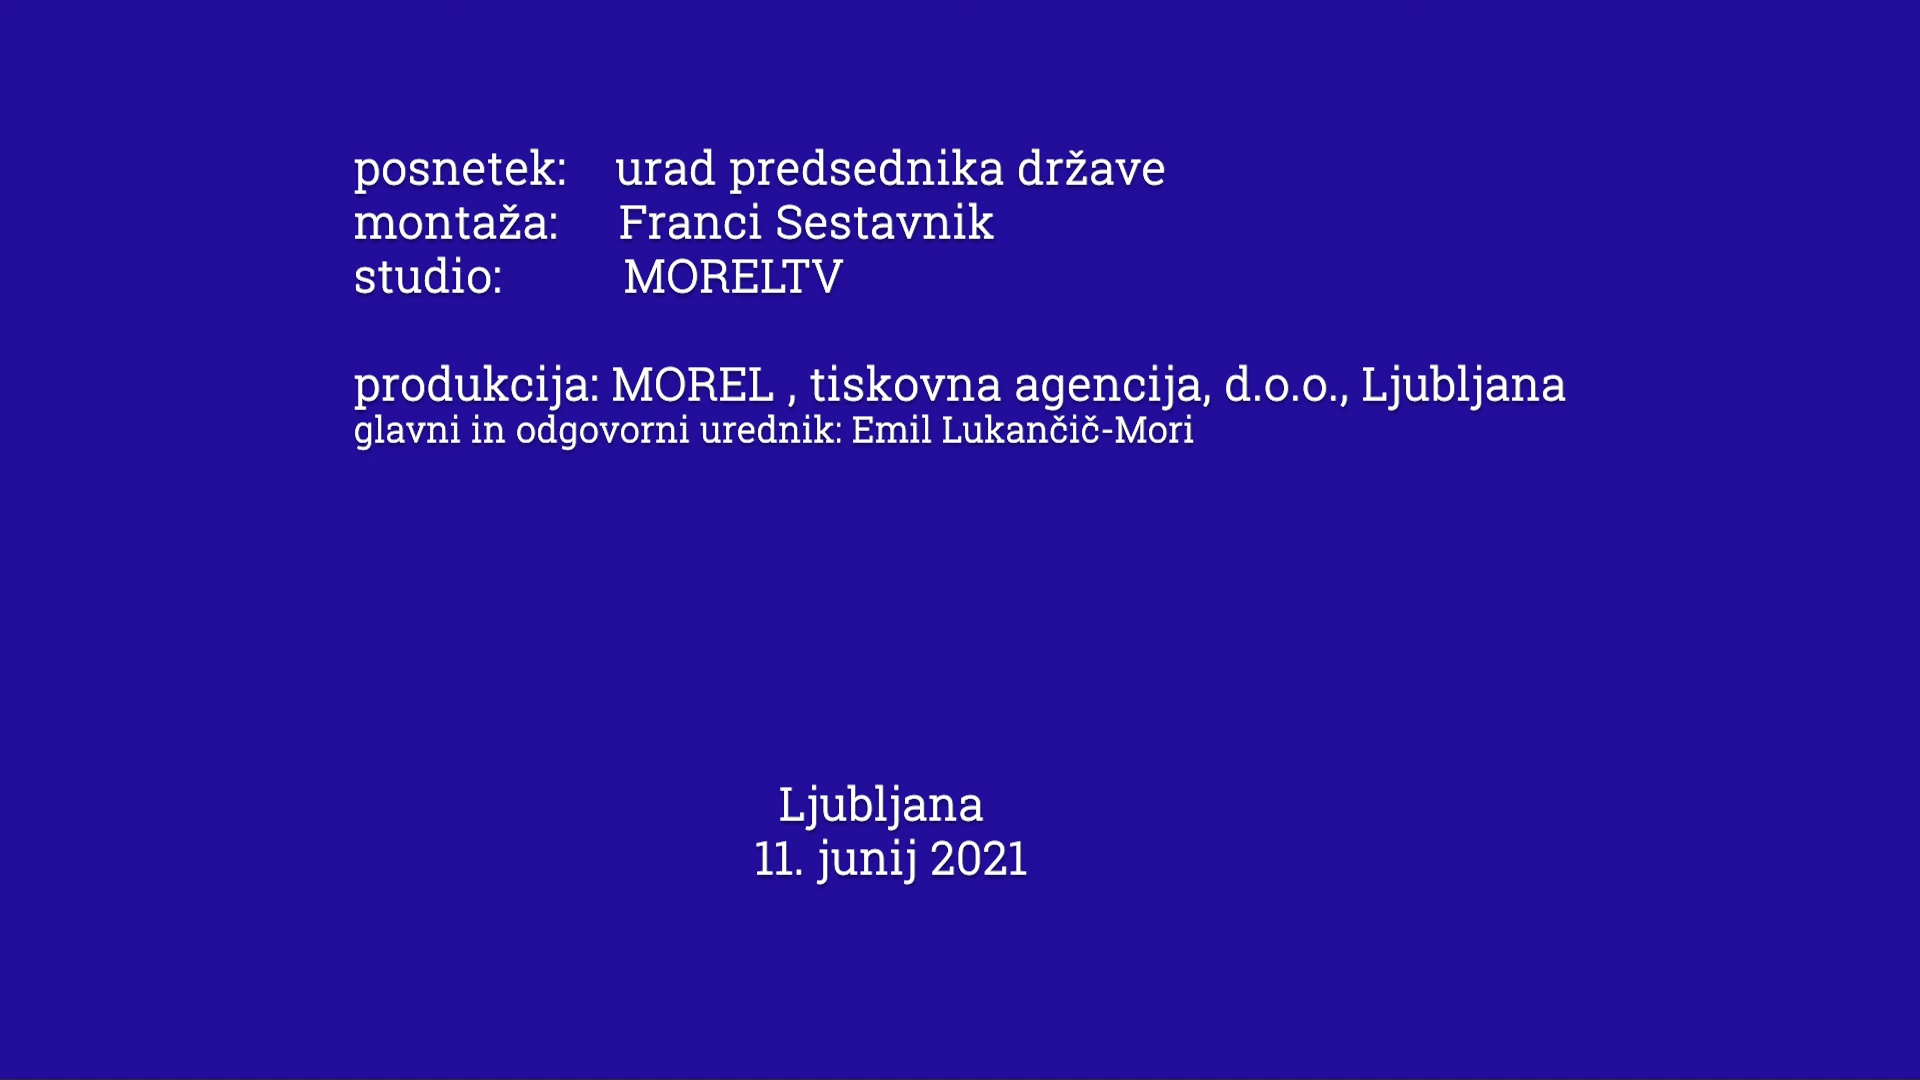 posnetek: urad predsednika države
montaža: Franci Sestavnik
studio: MORELTV
produkcija: MOREL , tiskovna agencija, d.o.o., Ljubljana
glavni in odgovorni urednik: Emil Lukančič-Mori
Ljubljana
11. junij 2021